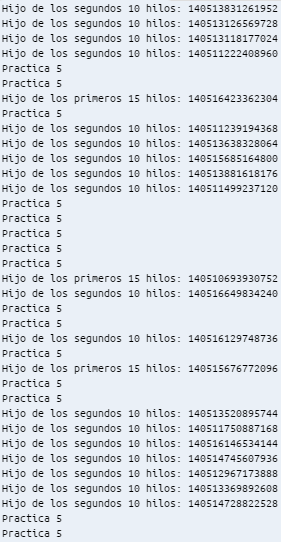 Hijo de los segundos 10 hilos: 140513831261952
Hijo de los segundos 10 hilos: 140513126569728
Hijo de los segundos 10 hilos: 140513118177024
Hijo de los segundos 10 hilos: 140511222408960
Practica 5
Practica 5
Hijo de los primeros 15 hilos: 140516423362304
Practica 5
Hijo de los segundos 10 hilos: 140511239194368
Hijo de los segundos 10 hilos: 140513638328064
Hijo de los segundos 10 hilos: 140515685164800
Hijo de los segundos 10 hilos: 140513881618176
Hijo de los segundos 10 hilos: 140511499237120
Practica 5
Practica 5
Practica 5
Practica 5
Practica 5
Hijo de los primeros 15 hilos: 140510693930752
Hijo de los segundos 10 hilos: 140516649834240
Practica 5
Practica 5
Hijo de los segundos 10 hilos: 140516129748736
Practica 5
Hijo de los primeros 15 hilos: 140515676772096
Practica 5
Practica 5
Hijo de los segundos 10 hilos: 140513520895744
Hijo de los segundos 10 hilos: 140511750887168
Hijo de los segundos 10 hilos: 140516146534144
Hijo de los segundos 10 hilos: 140514745607936
Hijo de los segundos 10 hilos: 140512967173888
Hijo de los segundos 10 hilos: 140513369892608
Hijo de los segundos 10 hilos: 140514728822528
Practica 5
Practica 5